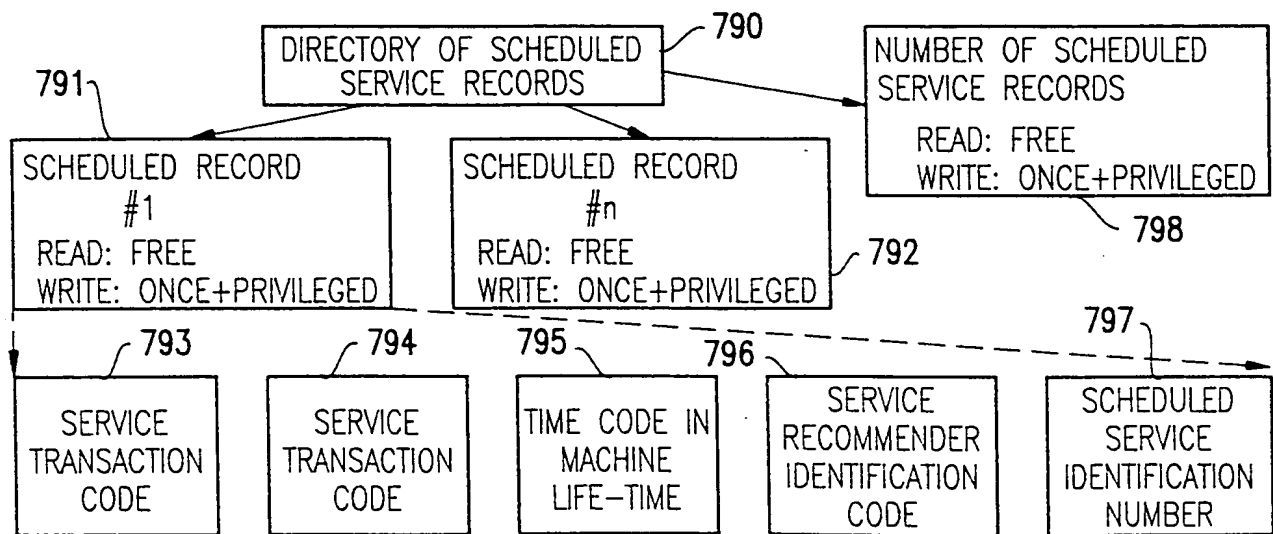 790
DIRECTORY OF SCHEDULED
SERVICE RECORDS
NUMBER OF SCHEDULED
SERVICE RECORDS
READ: FREE
WRITE: ONCE+PRIVILEGED
798
791
SCHEDULED RECORD
#1
READ: FREE
WRITE: ONCE+PRIVILEGED
SCHEDULED RECORD
#n
READ: FREE
WRITE: ONCE+PRIVILEGED
792
793
SERVICE
TRANSACTION
CODE
794
SERVICE
TRANSACTION
CODE
795
TIME CODE IN
MACHINE
LIFE-TIME
796
SERVICE
RECOMMENDER
IDENTIFICATION
CODE
797
SCHEDULED
SERVICE
IDENTIFICATION
NUMBER